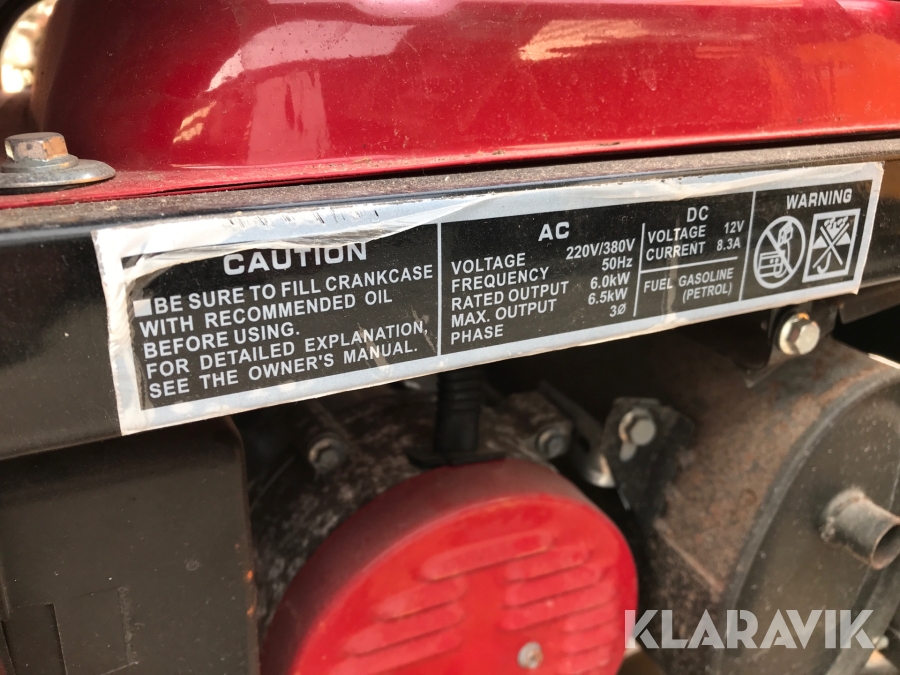 CAUTION
■BE SURE TO FILL CRANKCASE
WITH RECOMMENDED OIL
BEFORE USING.
FOR DETAILED EXPLANATION,
SEE THE OWNER'S MANUAL.
AC
VOLTAGE 220V/380V
FREQUENCY 50Hz
RATED OUTPUT 6.0kW
MAX. OUTPUT 6.5kW
PHASE 3Ø
DC
VOLTAGE 12V
CURRENT 8.3A
FUEL GASOLINE
(PETROL)
WARNING
KLARAVIK